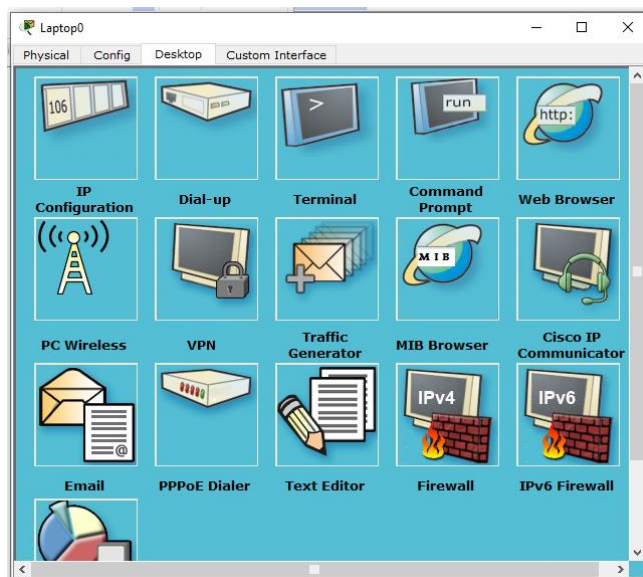 Laptop0
Physical Config Desktop Custom Interface
106
>
run
http:
IP
Configuration
Dial-up
Terminal
Command
Prompt
Web Browser
MIB
PC Wireless
VPN
Traffic
Generator
MIB Browser
Cisco IP
Communicator
@
IPv4
IPv6
Email
PPPoE Dialer
Text Editor
Firewall
IPv6 Firewall